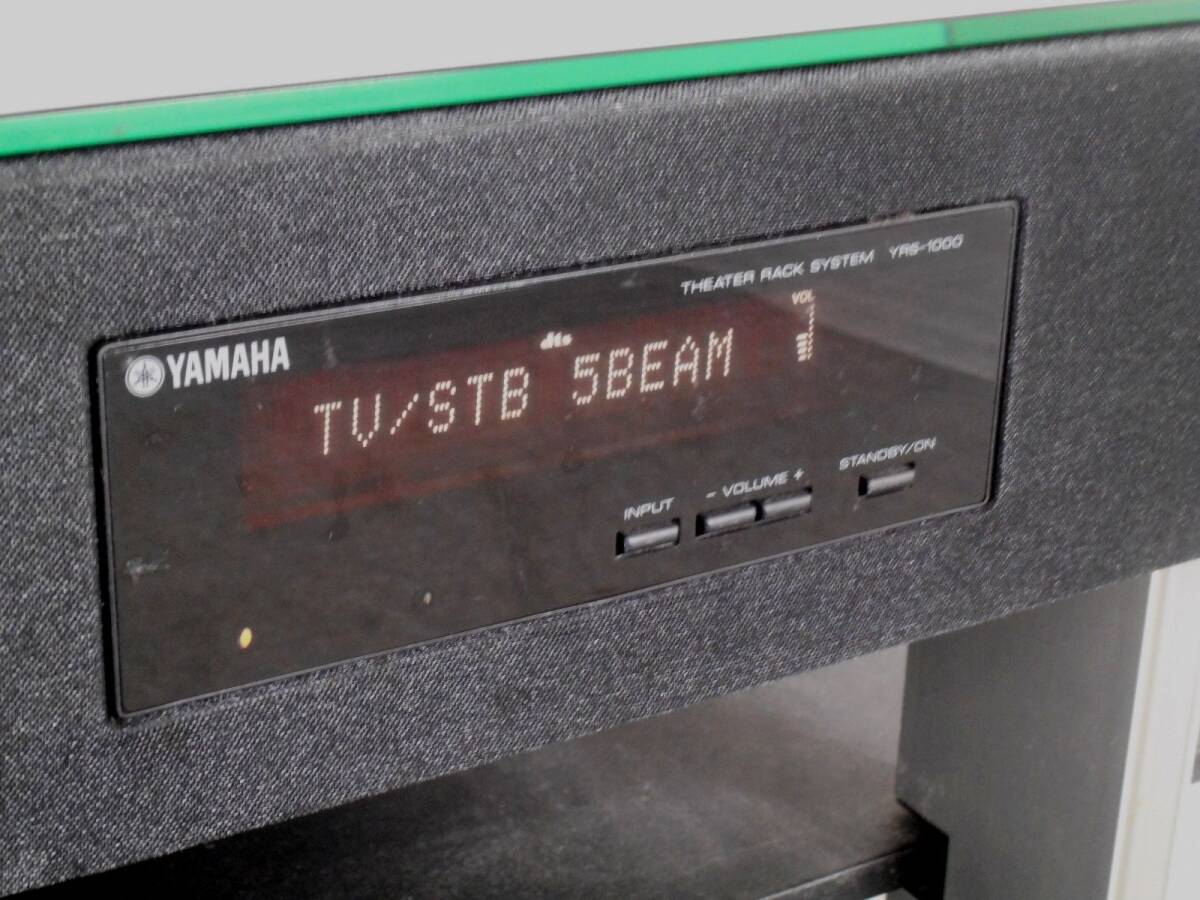 THEATER RACK SYSTEM YRS-1000
VOL
dts
YAMAHA
TV/STB 5BEAM
STANDBY/ON
- VOLUME +
INPUT